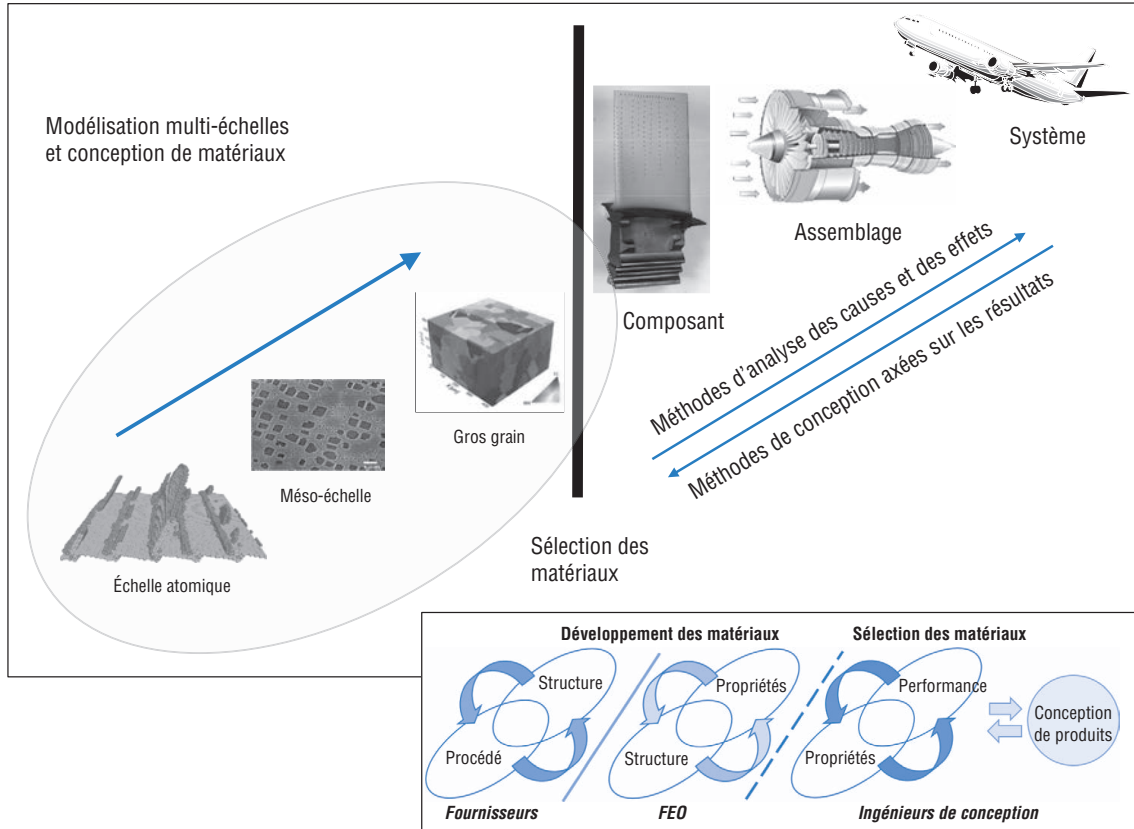 Modélisation multi-échelles
et conception de matériaux
Système
Assemblage
Composant
Méthodes d’analyse des causes et des effets
Méthodes de conception axées sur les résultats
Gros grain
Méso-échelle
Échelle atomique
Sélection des
matériaux
Développement des matériaux
Sélection des matériaux
Structure
Procédé
Propriétés
Structure
Performance
Propriétés
Conception
de produits
Fournisseurs
FEO
Ingénieurs de conception